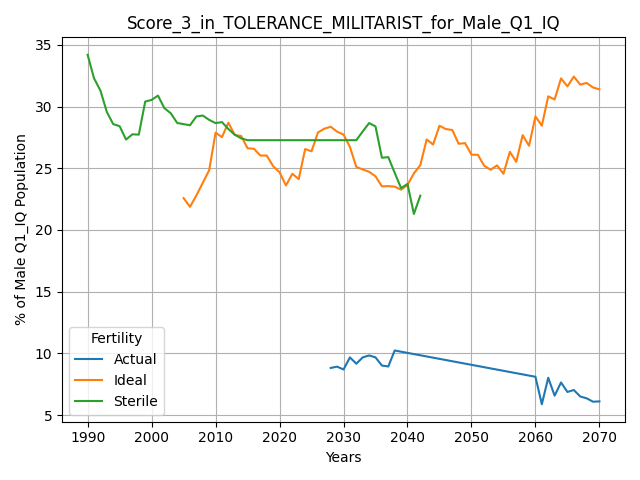 Score_3_in_TOLERANCE_MILITARIST_for_Male_Q1_IQ
% of Male Q1_IQ Population
35
30
25
20
15
10
5
Fertility
Actual
Ideal
Sterile
1990 2000 2010 2020 2030 2040 2050 2060 2070
Years